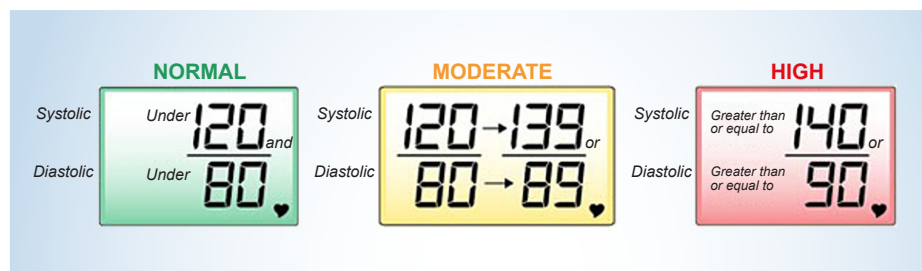 NORMAL
Systolic
Under 120 and
Diastolic
Under 80
MODERATE
Systolic
120 → 139 or
Diastolic
80 → 89
HIGH
Systolic
Greater than
or equal to 140 or
Diastolic
Greater than
or equal to 90